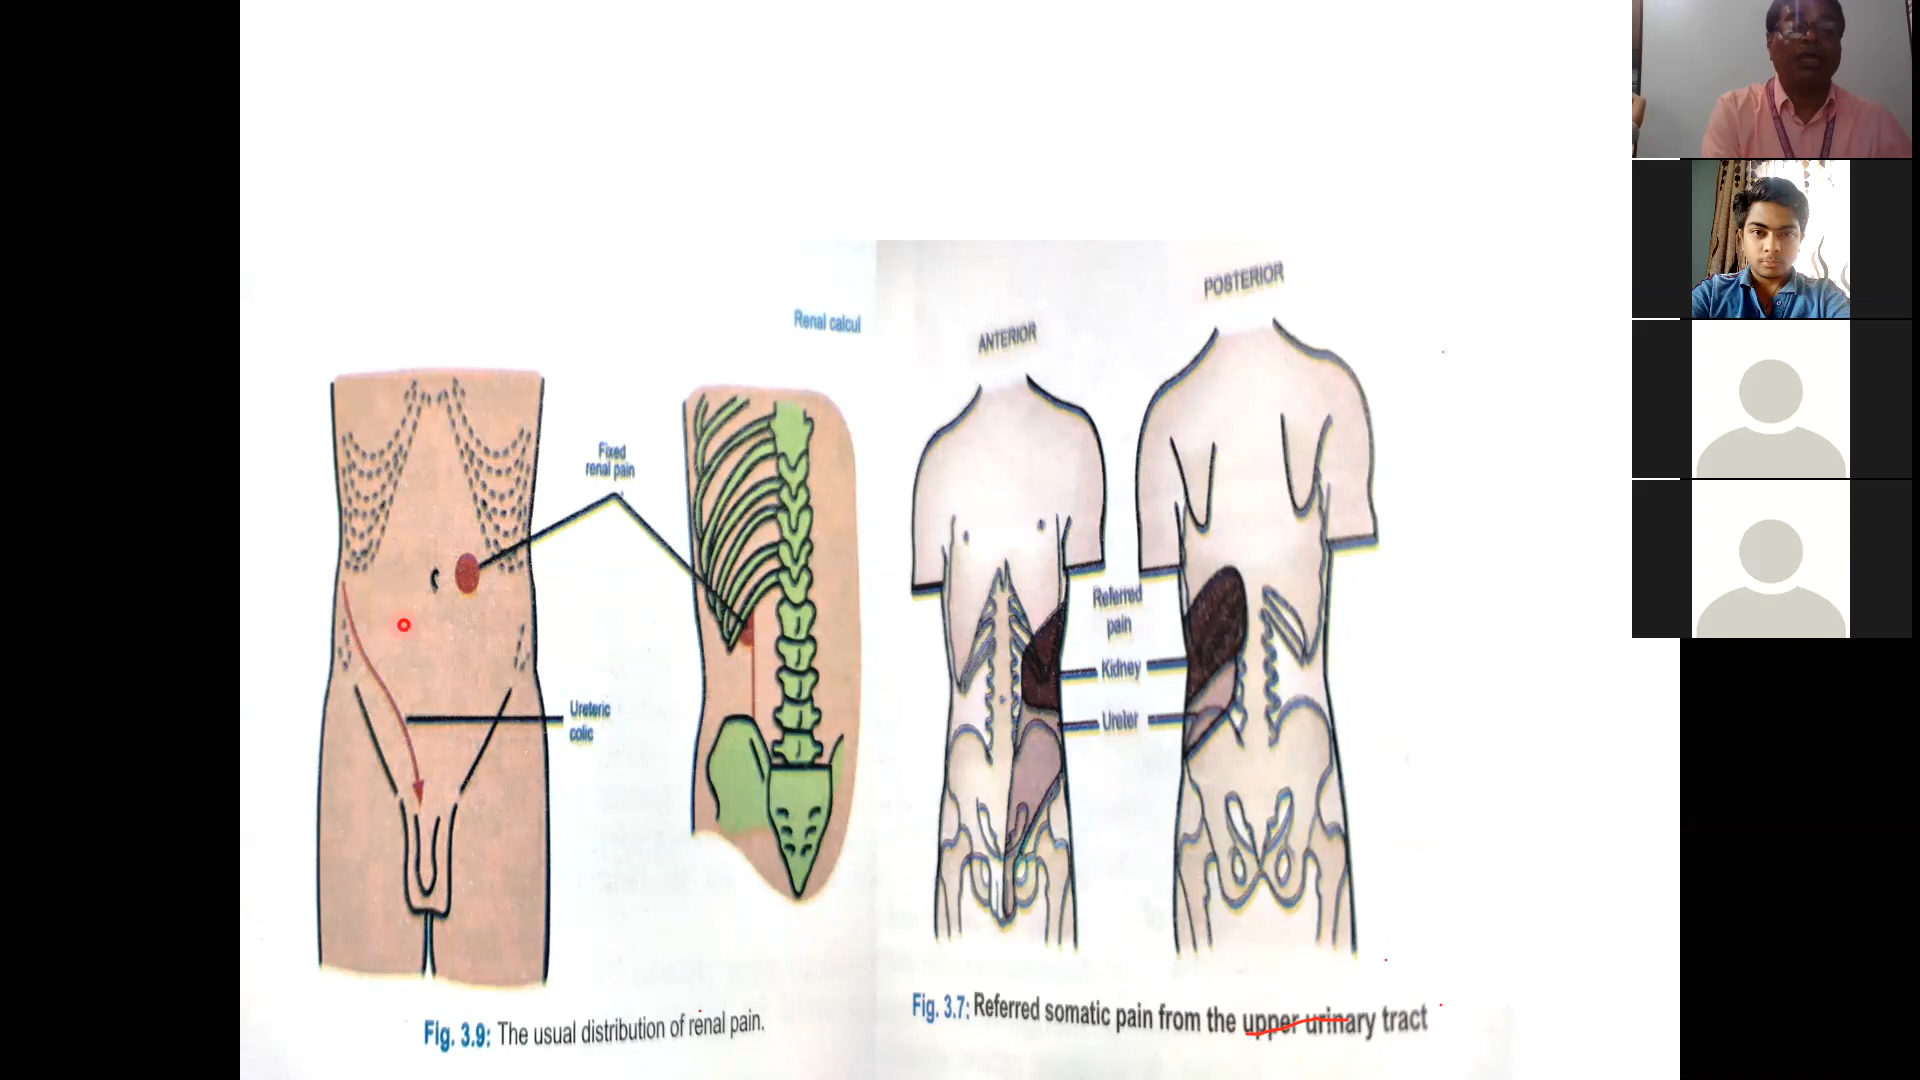 Renal calcul
Fixed
renal pain
Ureteric
colic
Fig. 3.9: The usual distribution of renal pain.
ANTERIOR
POSTERIOR
Referred
pain
Kidney
Ureter
Fig. 3.7: Referred somatic pain from the upper urinary tract